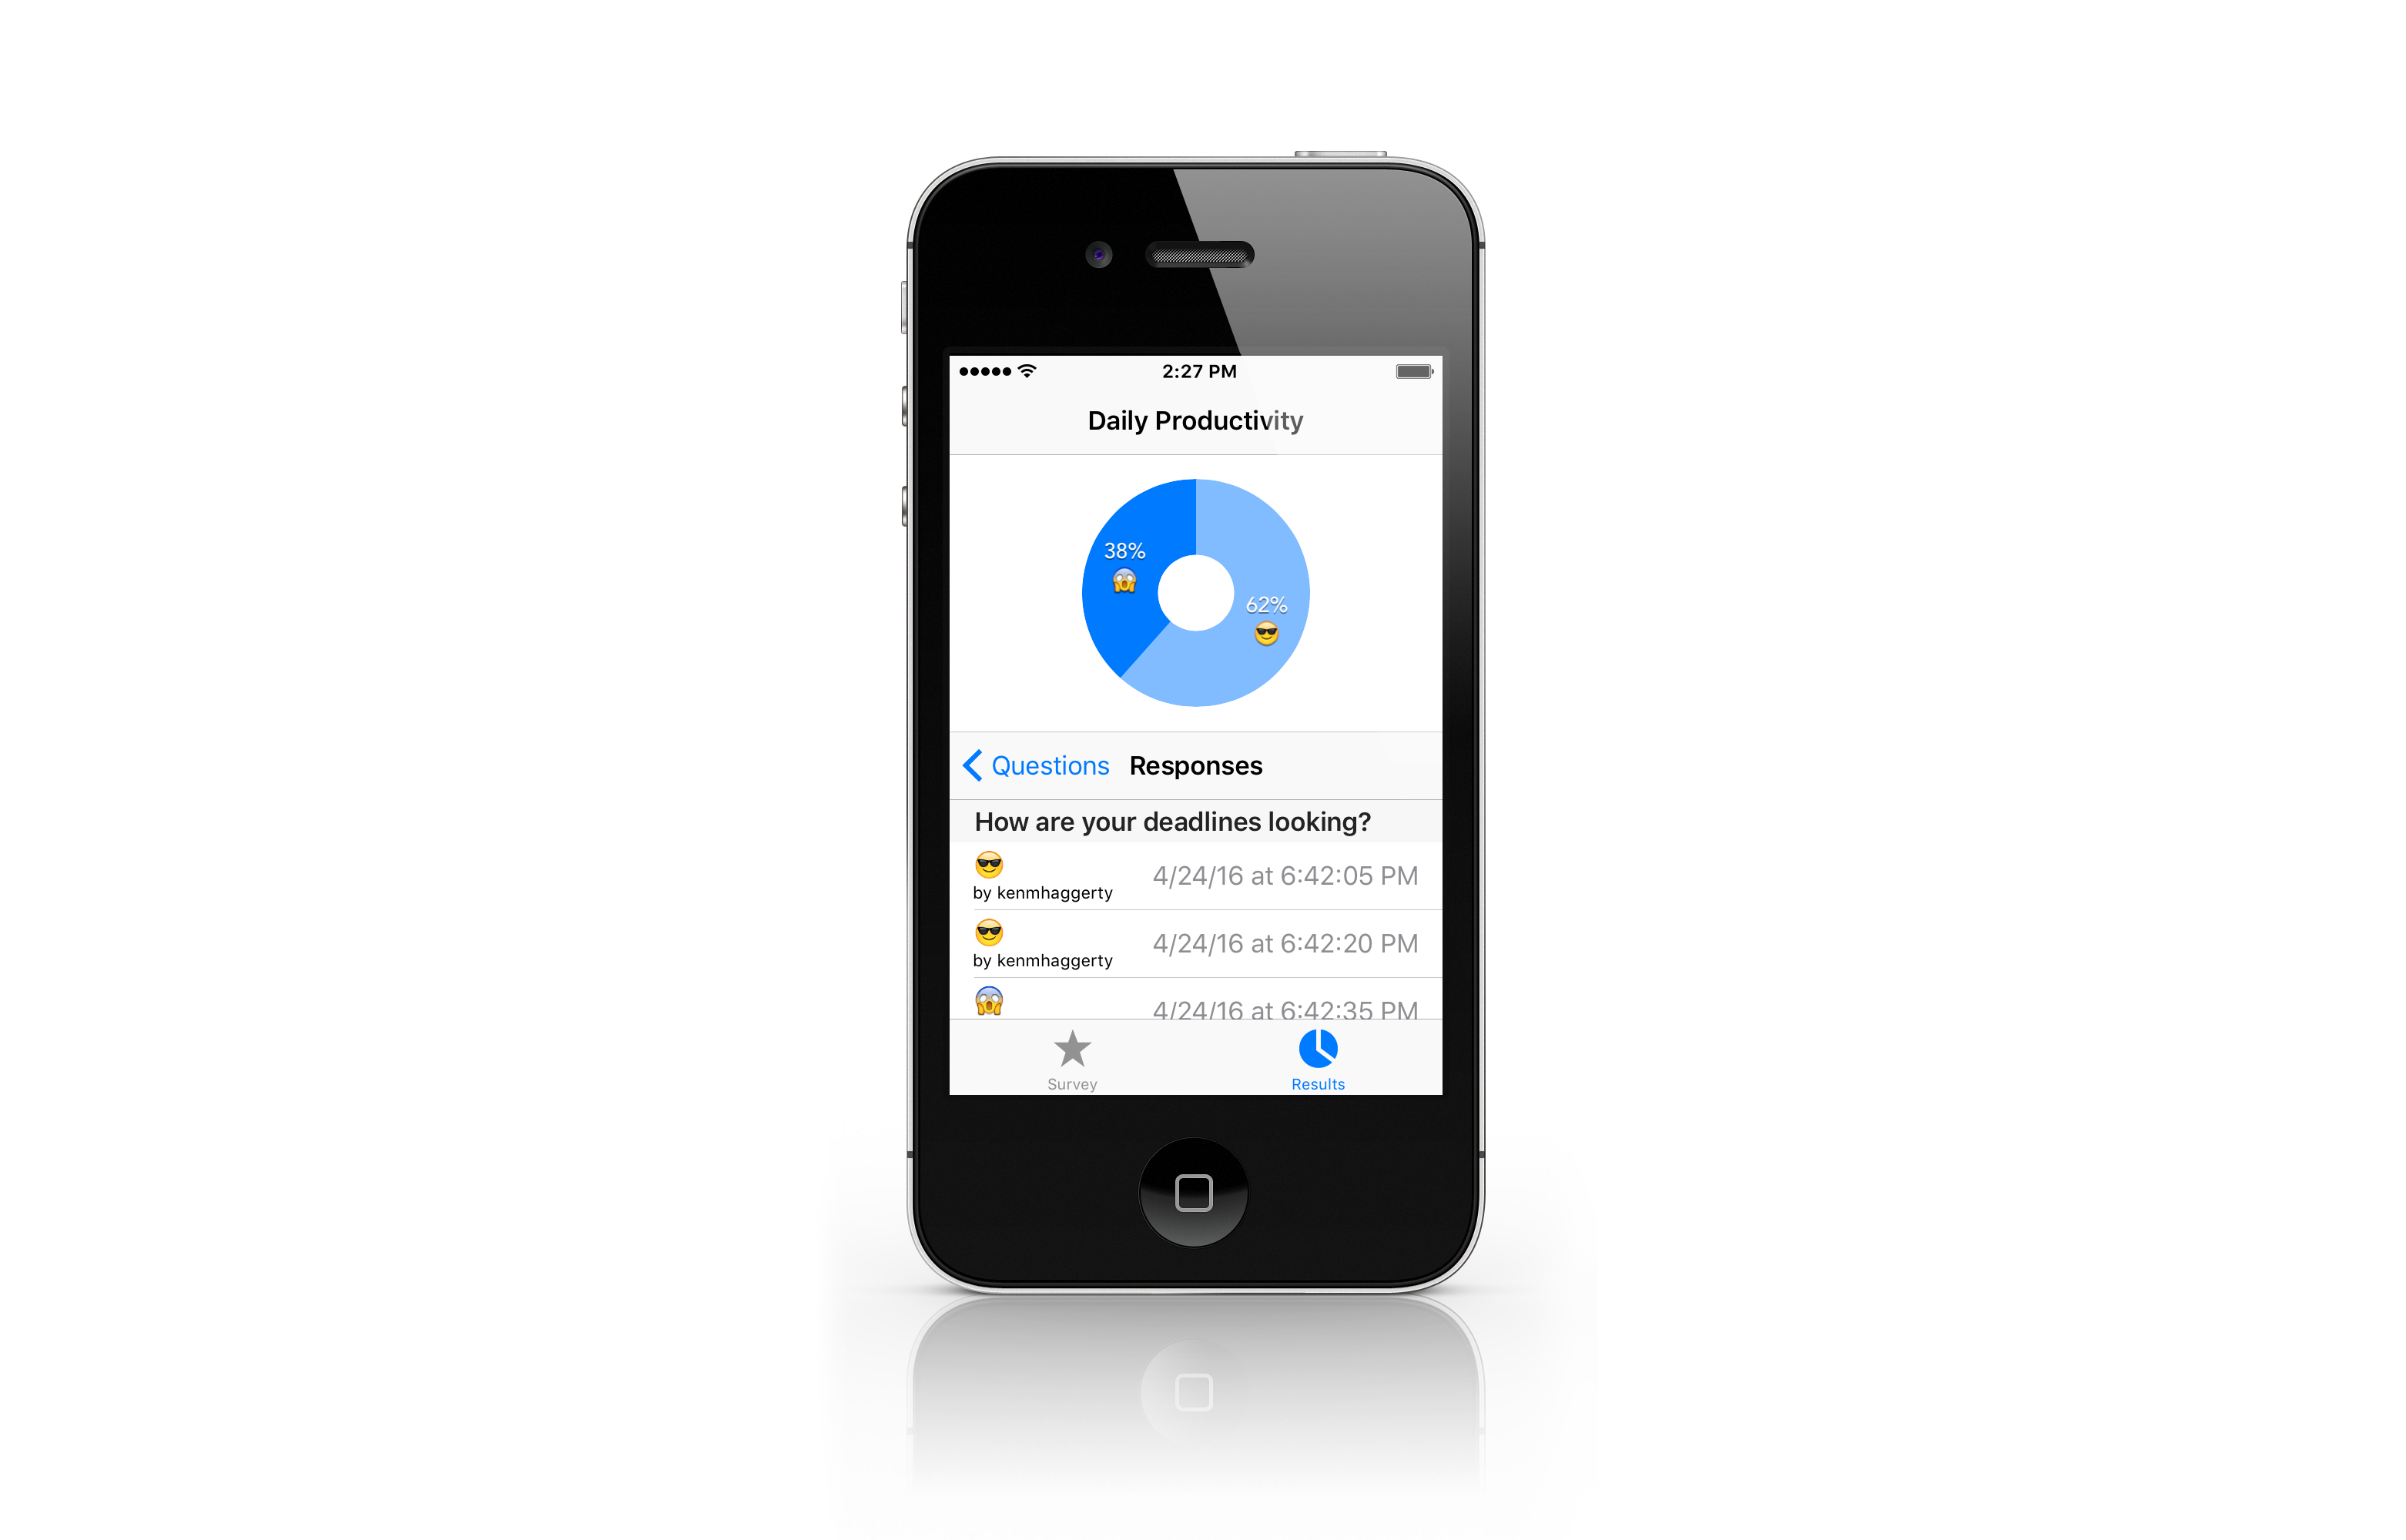 2:27 PM
Daily Productivity
38%
62%
Questions Responses
How are your deadlines looking?
4/24/16 at 6:42:05 PM
by kenmhaggerty
4/24/16 at 6:42:20 PM
by kenmhaggerty
4/24/16 at 6:42:35 PM
Survey Results